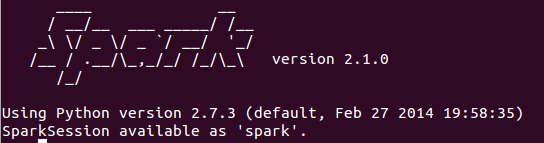 Spark version 2.1.0
Using Python version 2.7.3 (default, Feb 27 2014 19:58:35)
SparkSession available as 'spark'.